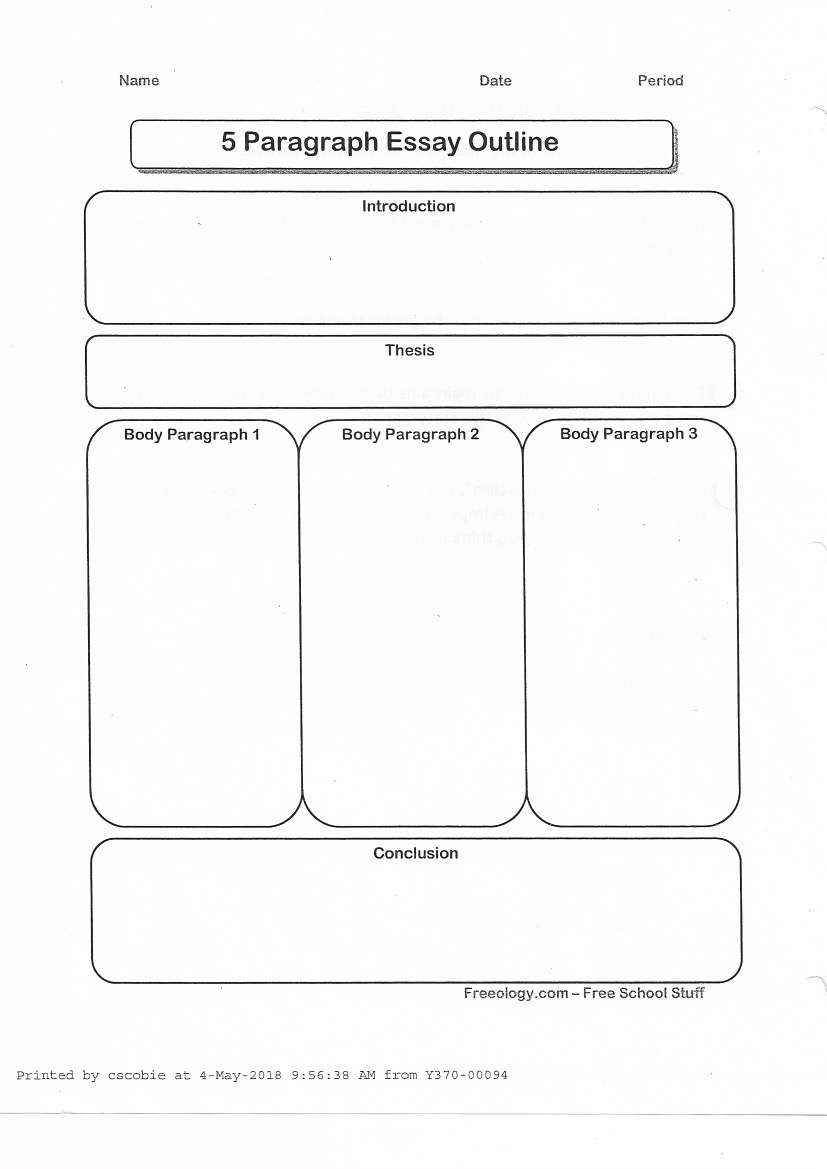 Name Date Period
5 Paragraph Essay Outline
Introduction
Thesis
Body Paragraph 1 Body Paragraph 2 Body Paragraph 3
Conclusion
Freeology.com – Free School Stuff
Printed by cscobie at 4-May-2018 9:56:38 AM from Y370-00094